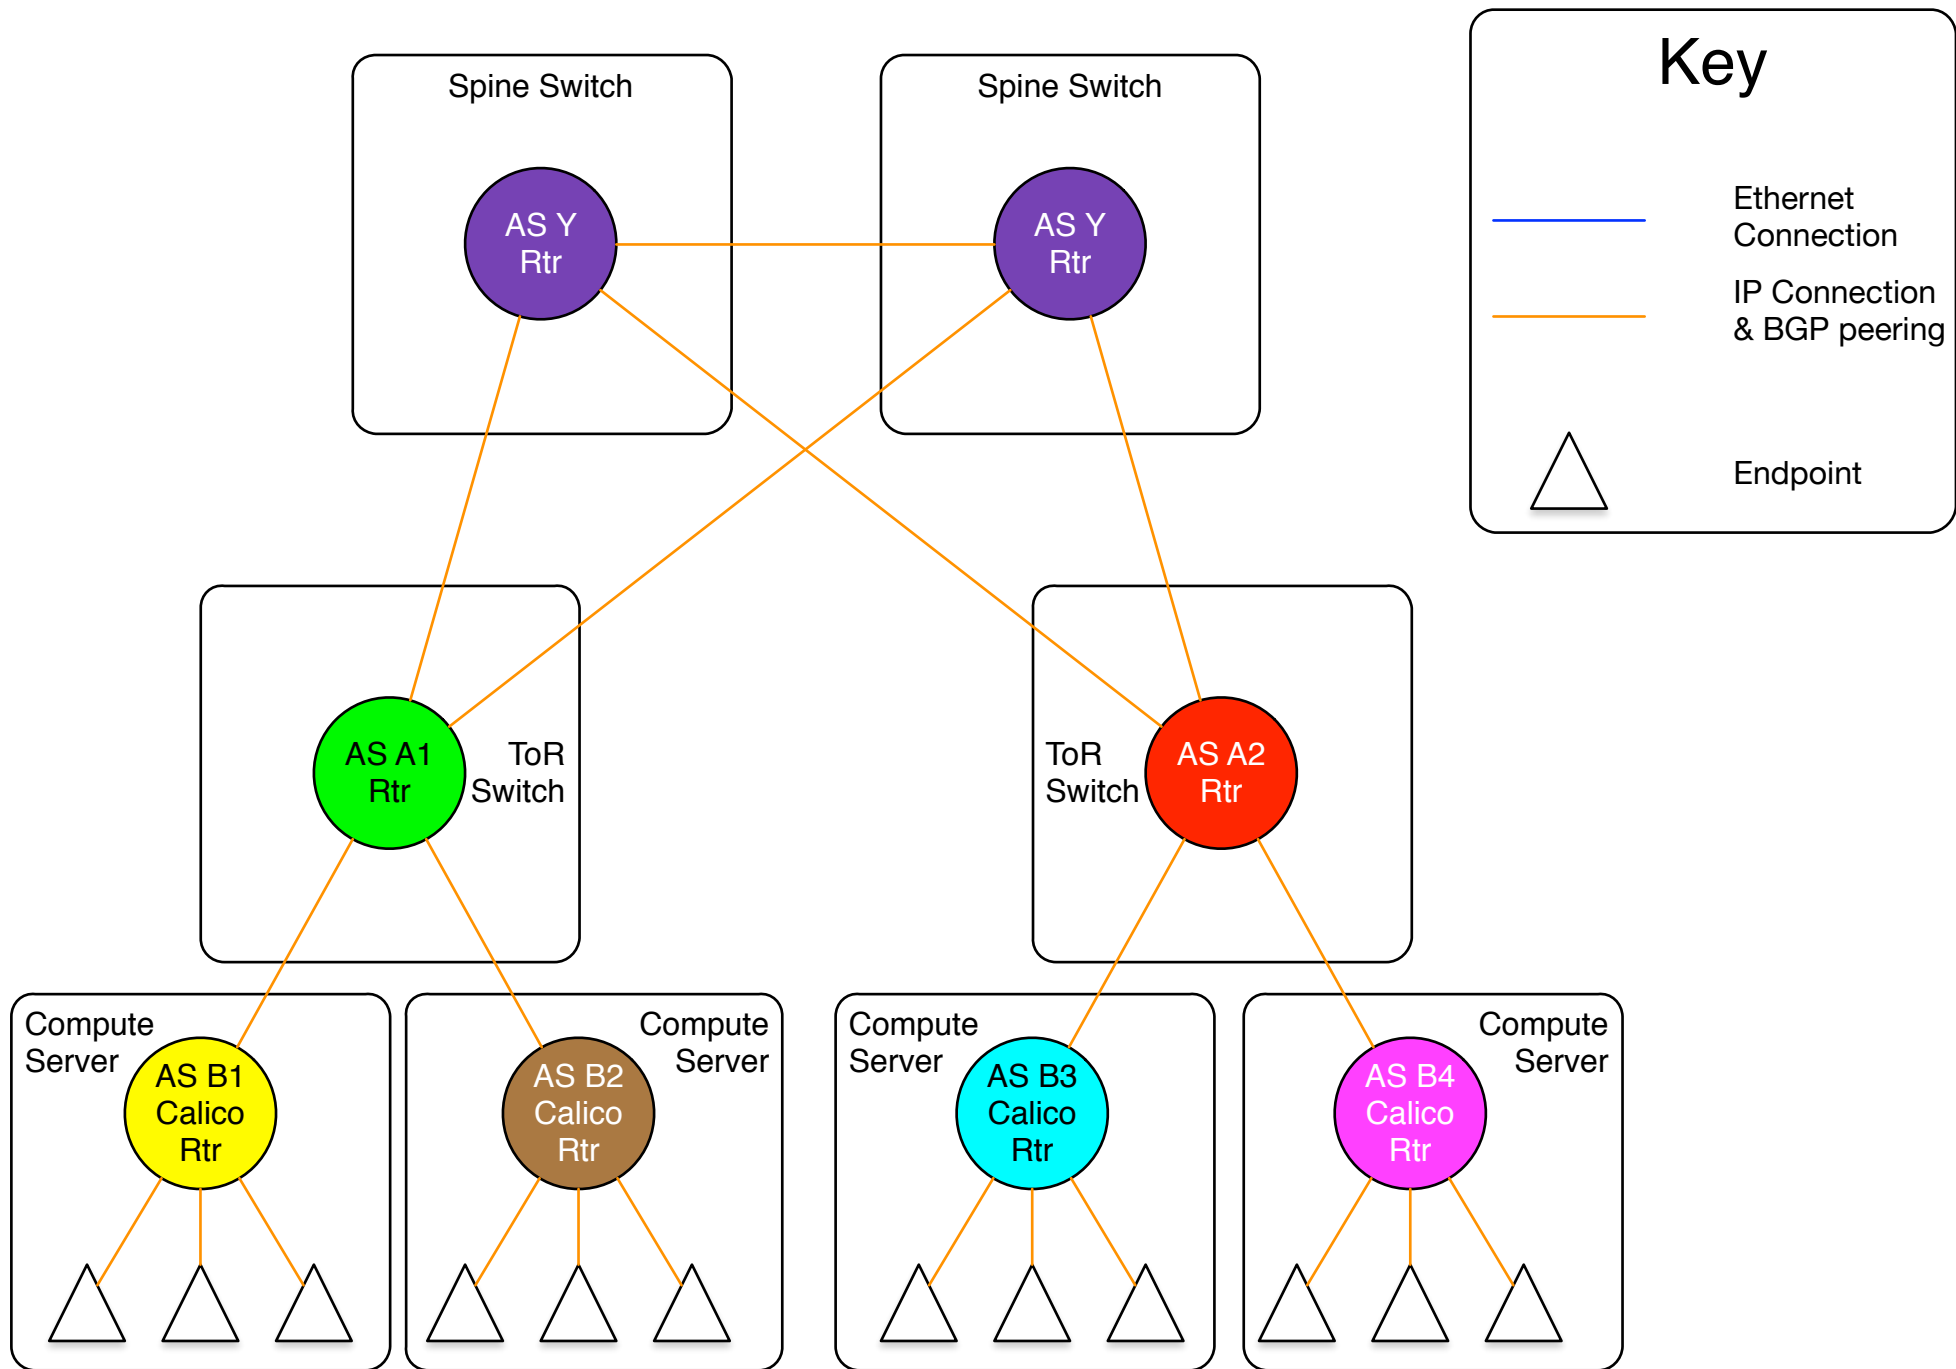 Spine Switch
Spine Switch
Key
AS Y
Rtr
AS Y
Rtr
Ethernet
Connection
IP Connection
& BGP peering
Endpoint
AS A1
Rtr
ToR
Switch
ToR
Switch
AS A2
Rtr
Compute
Server
AS B1
Calico
Rtr
Compute
Server
AS B2
Calico
Rtr
Compute
Server
AS B3
Calico
Rtr
Compute
Server
AS B4
Calico
Rtr